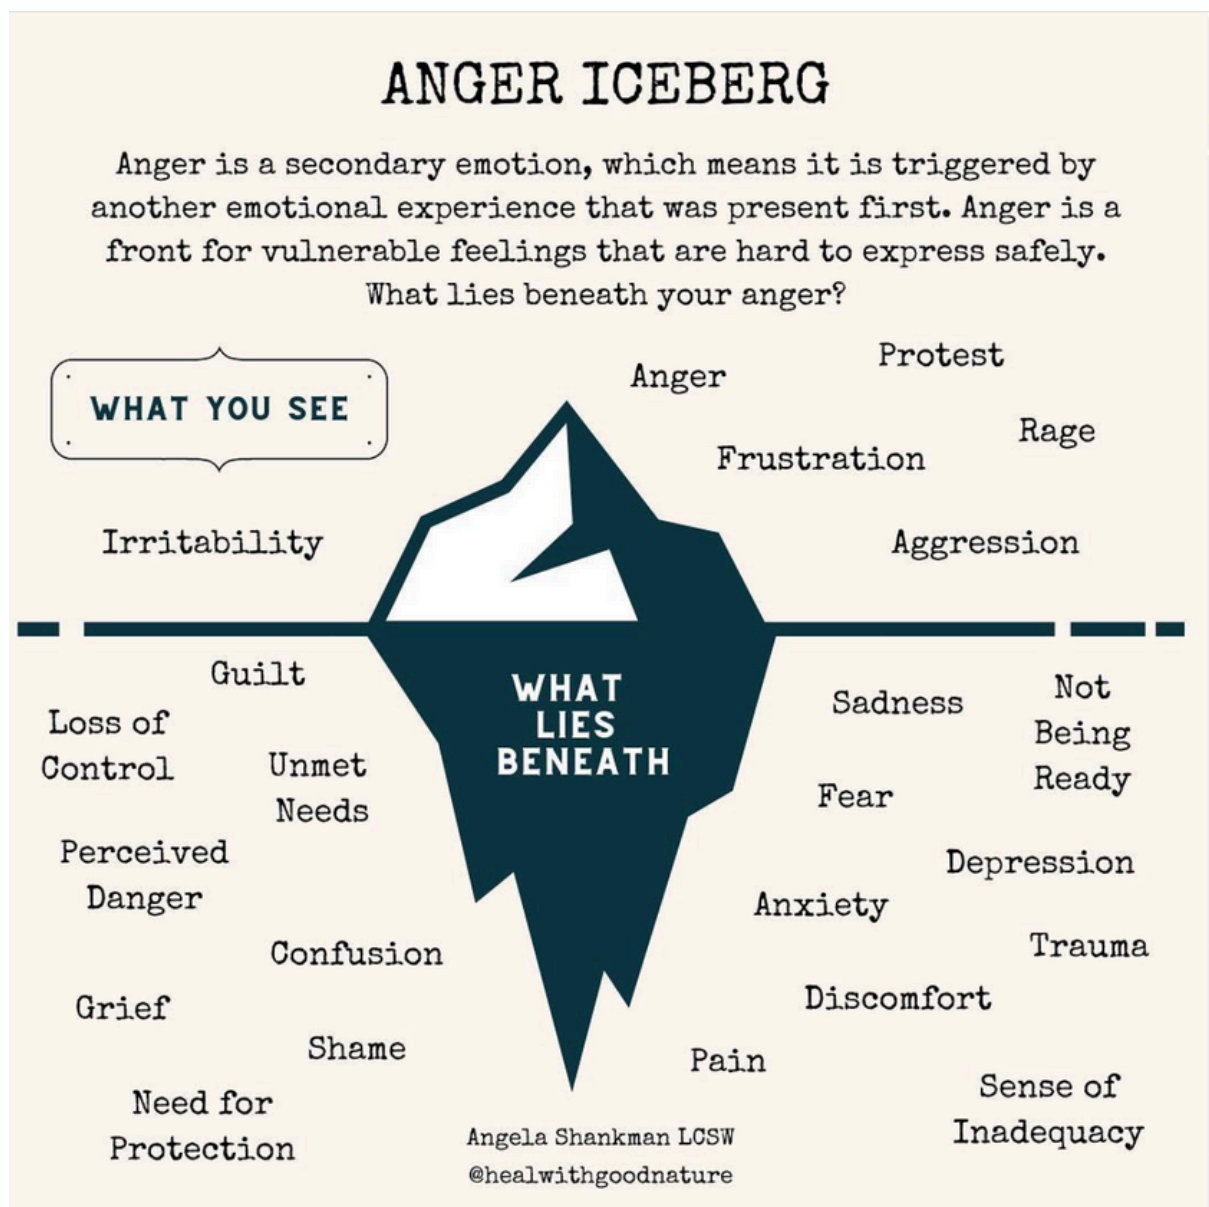 ANGER ICEBERG
Anger is a secondary emotion, which means it is triggered by
another emotional experience that was present first. Anger is a
front for vulnerable feelings that are hard to express safely.
What lies beneath your anger?
WHAT YOU SEE
Anger
Protest
Rage
Frustration
Irritability
Aggression
WHAT
LIES
BENEATH
Guilt
Loss of
Control
Unmet
Needs
Perceived
Danger
Confusion
Grief
Shame
Need for
Protection
Sadness
Not
Being
Ready
Fear
Depression
Anxiety
Trauma
Discomfort
Pain
Sense of
Inadequacy
Angela Shankman LCSW
@healwithgoodnature